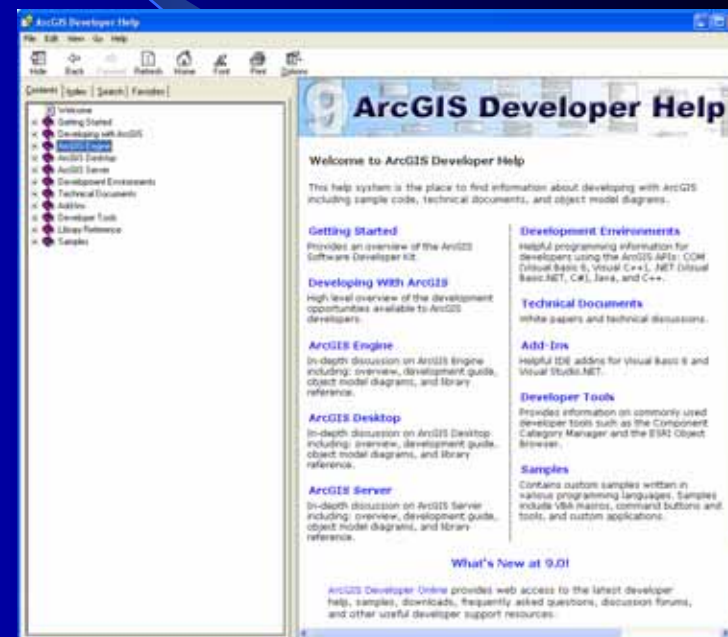 ArcGIS Developer Help
File Edit View Go Help
Hide Back Forward Refresh Home Font Print Options
Contents Index Search Favorites
Welcome
Getting Started
Developing with ArcGIS
ArcGIS Engine
ArcGIS Desktop
ArcGIS Server
Development Environments
Technical Documents
Add-Ins
Developer Tools
Library Reference
Samples
9 ArcGIS Developer Help
Welcome to ArcGIS Developer Help
This help system is the place to find information about developing with ArcGIS
including sample code, technical documents, and object model diagrams.
Getting Started
Provides an overview of the ArcGIS
Software Developer Kit.
Developing With ArcGIS
High level overview of the development
opportunities available to ArcGIS
developers.
ArcGIS Engine
In-depth discussion on ArcGIS Engine
including: overview, development guide,
object model diagrams, and library
reference.
ArcGIS Desktop
In-depth discussion on ArcGIS Desktop
including: overview, development guide,
object model diagrams, and library
reference.
ArcGIS Server
In-depth discussion on ArcGIS Server
including: overview, development guide,
object model diagrams, and library
reference.
Development Environments
Helpful programming information for
developers using the ArcGIS APIs: COM
(Visual Basic 6, Visual C++), .NET (Visual
Basic.NET, C#), Java, and C++.
Technical Documents
White papers and technical discussions.
Add-Ins
Helpful IDE addins for Visual Basic 6 and
Visual Studio.NET.
Developer Tools
Provides information on commonly used
developer tools such as the Component
Category Manager and the ESRI Object
Browser.
Samples
Contains custom samples written in
various programming languages. Samples
include VBA macros, command buttons and
tools, and custom applications.
What's New at 9.0!
ArcGIS Developer Online provides web access to the latest developer
help, samples, downloads, frequently asked questions, discussion forums,
and other useful developer support resources.